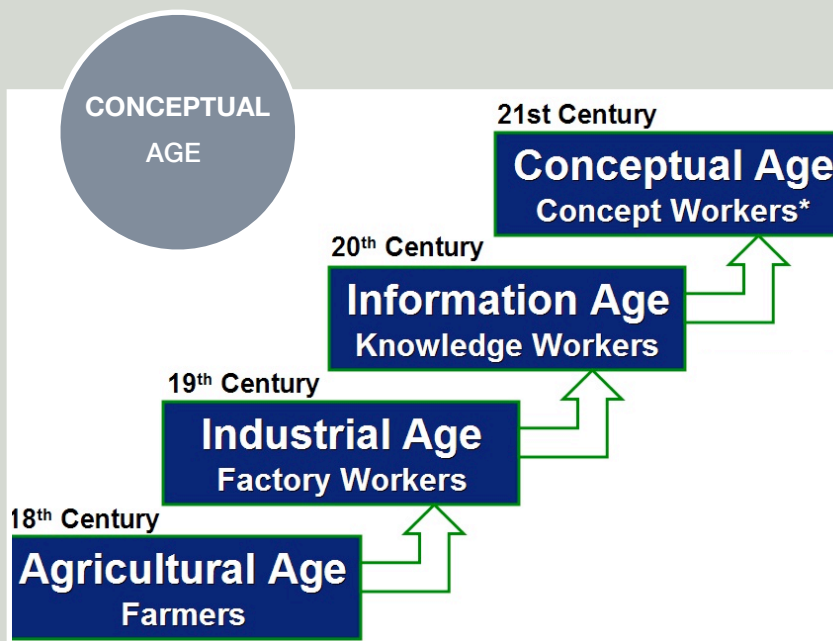 CONCEPTUAL
AGE
21st Century
Conceptual Age
Concept Workers*
20th Century
Information Age
Knowledge Workers
19th Century
Industrial Age
Factory Workers
18th Century
Agricultural Age
Farmers